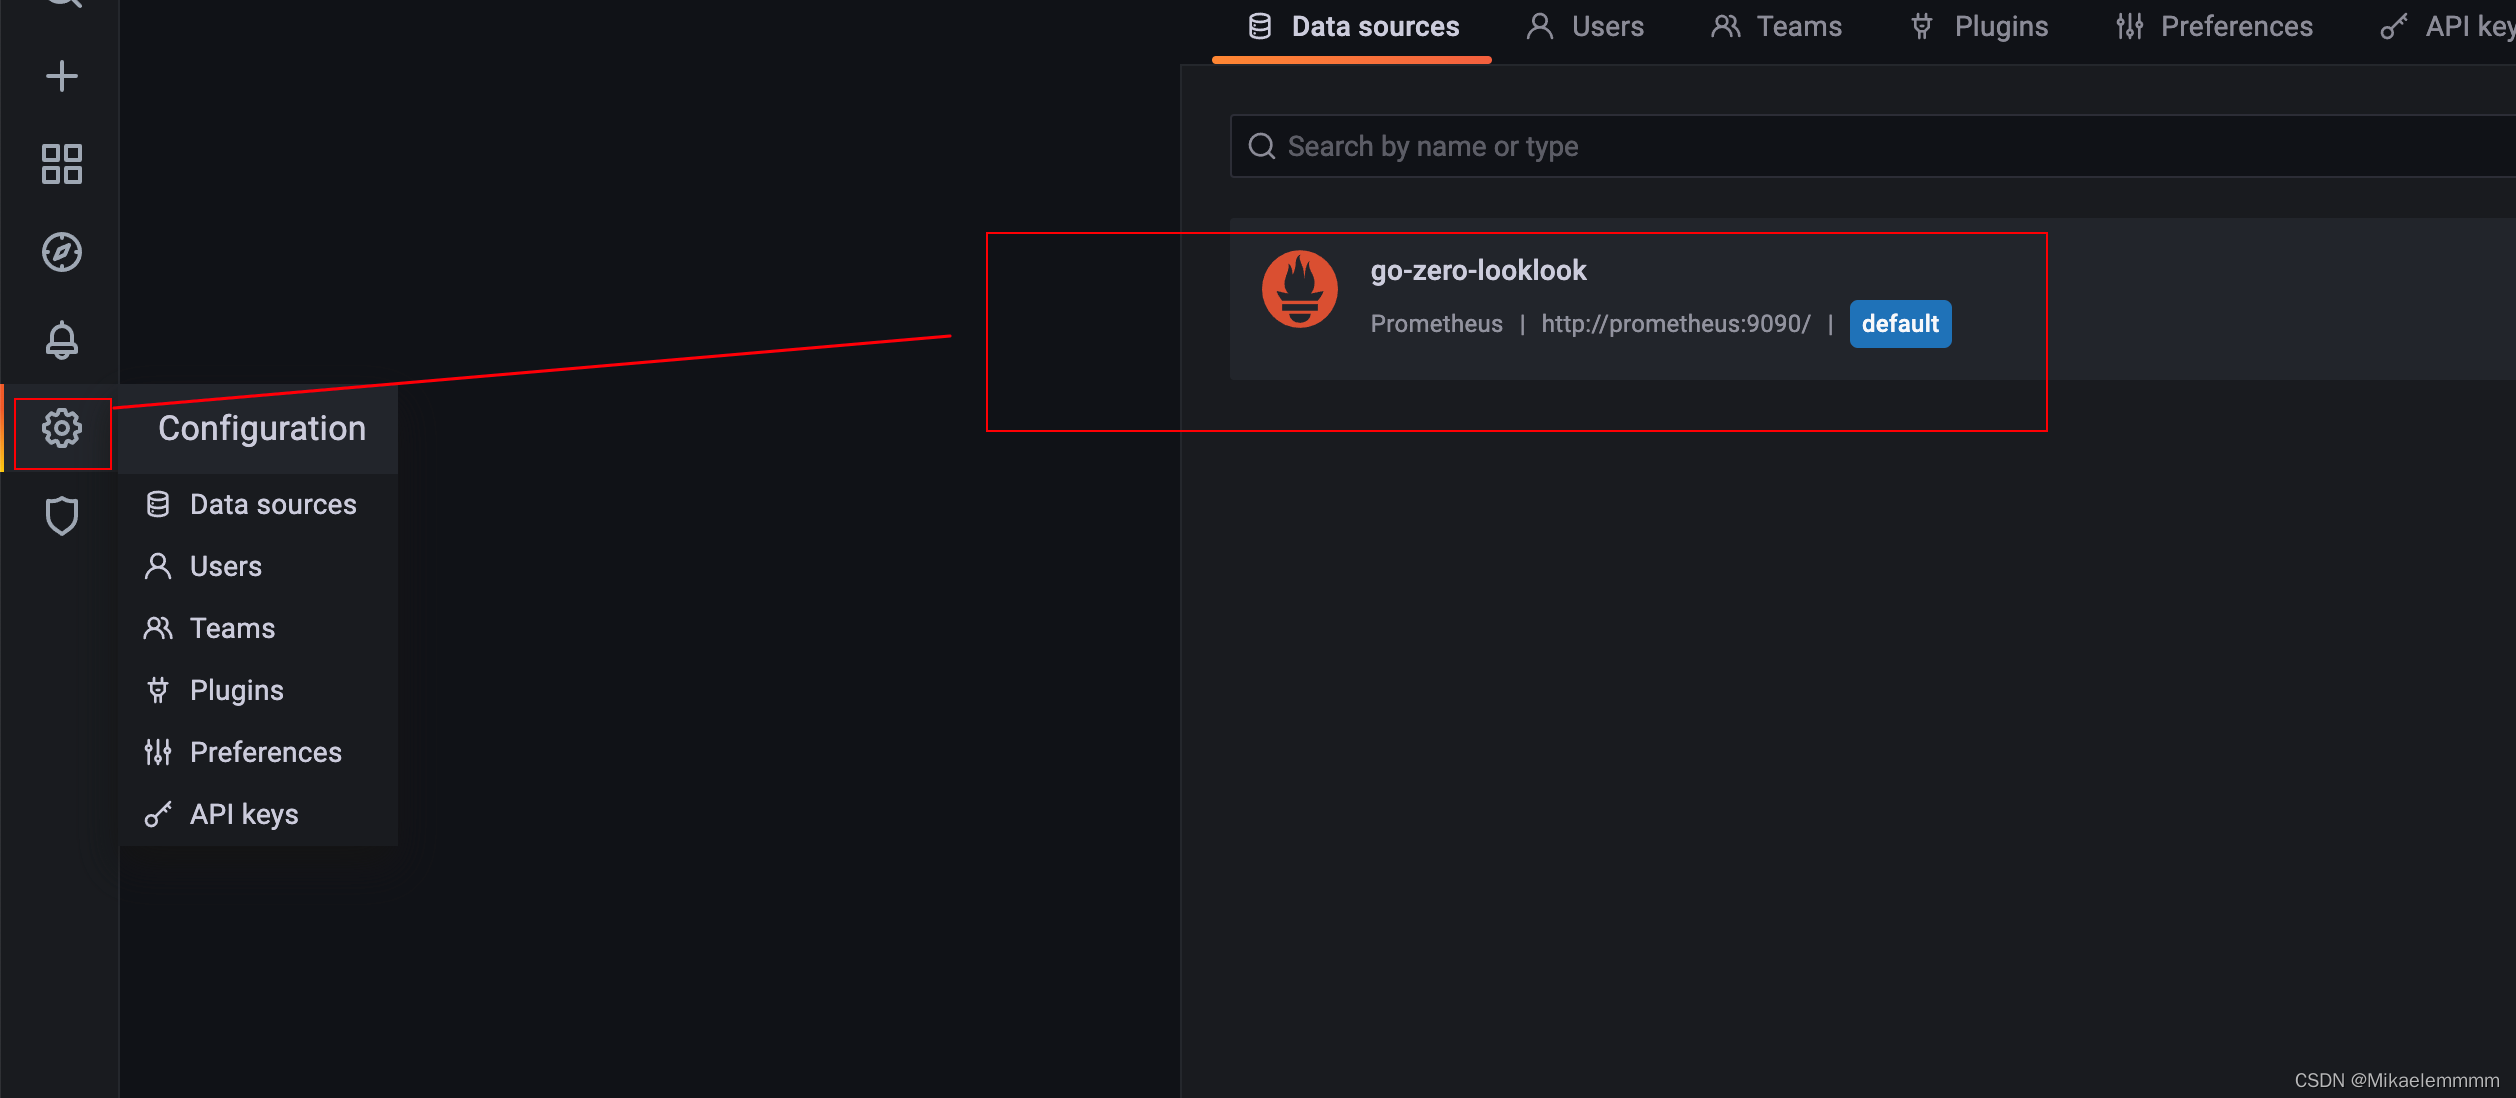 Data sources
Users
Teams
Plugins
Preferences
API key
Search by name or type
go-zero-looklook
Prometheus | http://prometheus:9090/ | default
Configuration
Data sources
Users
Teams
Plugins
Preferences
API keys
CSDN @Mikaelemmmm